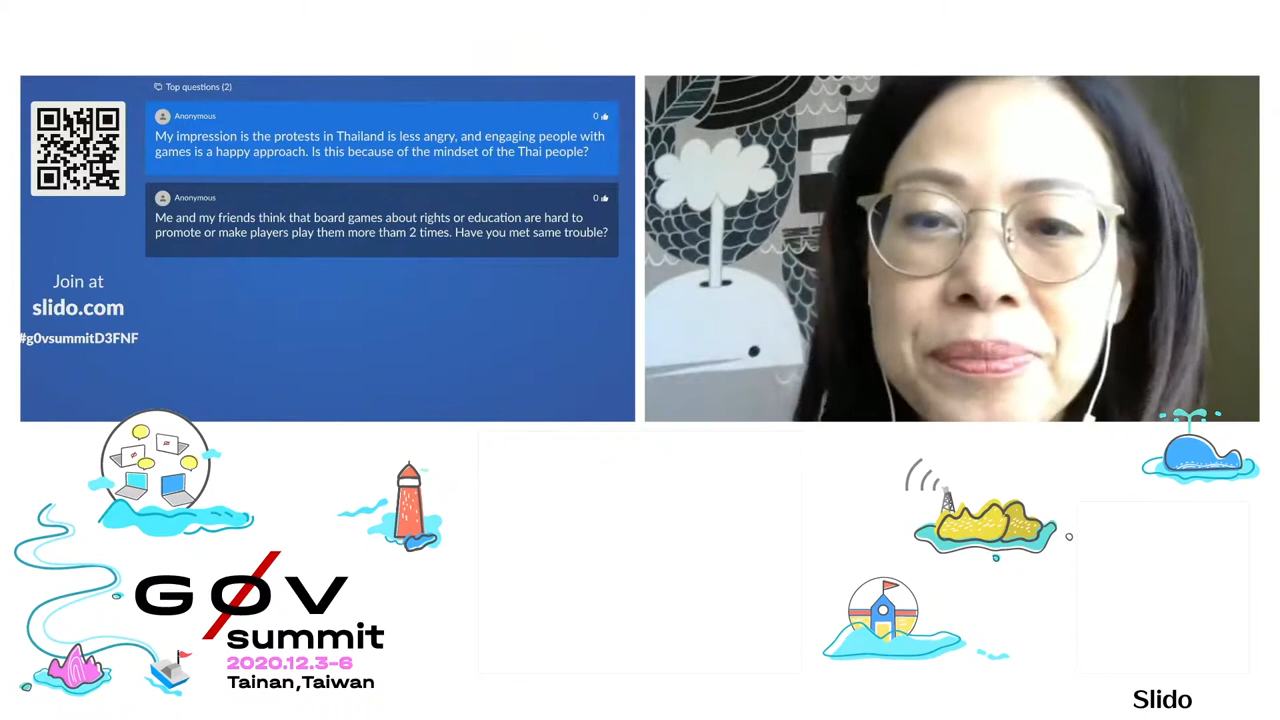 Top questions (2)
Anonymous
0
My impression is the protests in Thailand is less angry, and engaging people with
games is a happy approach. Is this because of the mindset of the Thai people?
Anonymous
0
Me and my friends think that board games about rights or education are hard to
promote or make players play them more tham 2 times. Have you met same trouble?
Join at
slido.com
#g0vsummitD3FNF
GØV
summit
2020.12.3-6
Tainan,Taiwan
Slido